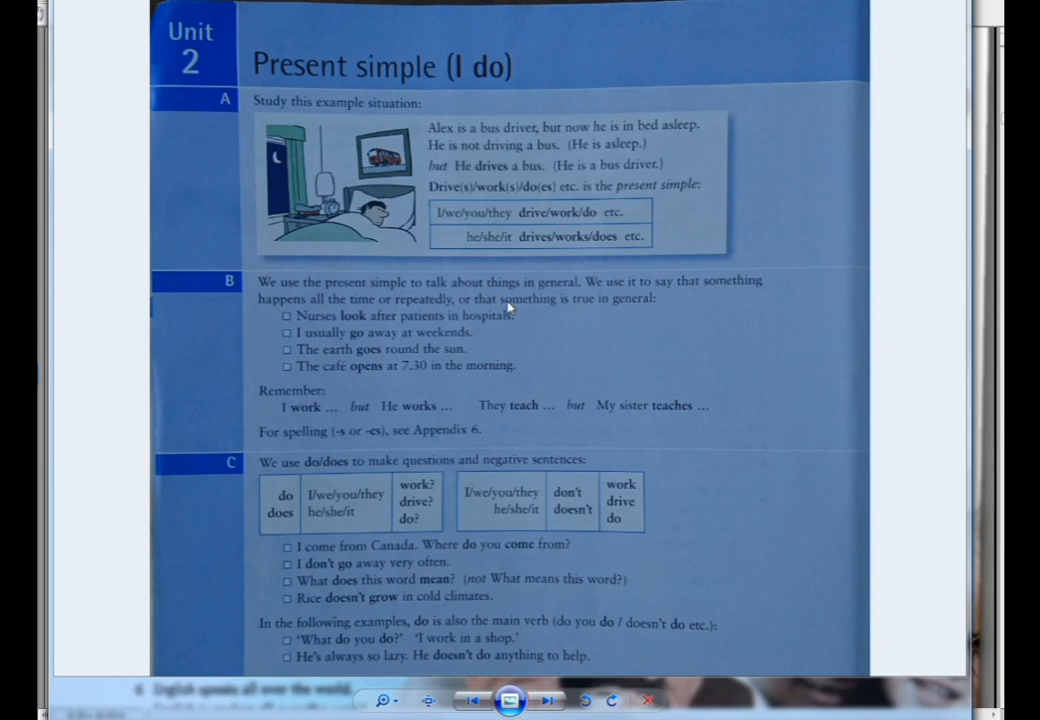 Unit
2
Present simple (I do)
A
Study this example situation:
Alex is a bus driver, but now he is in bed asleep.
He is not driving a bus. (He is asleep.)
but He drives a bus. (He is a bus driver.)
Drive(s)/work(s)/do(es) etc. is the present simple:
I/we/you/they drive/work/do etc.
he/she/it drives/works/does etc.
B
We use the present simple to talk about things in general. We use it to say that something
happens all the time or repeatedly, or that something is true in general:
□ Nurses look after patients in hospitals.
□ I usually go away at weekends.
□ The earth goes round the sun.
□ The café opens at 7.30 in the morning.
Remember:
I work ... but He works ... They teach ... but My sister teaches ...
For spelling (-s or -es), see Appendix 6.
C
We use do/does to make questions and negative sentences:
do
does
I/we/you/they
he/she/it
work?
drive?
do?
I/we/you/they
he/she/it
don't
doesn't
work
drive
do
□ I come from Canada. Where do you come from?
□ I don't go away very often.
□ What does this word mean? (not What means this word?)
□ Rice doesn't grow in cold climates.
In the following examples, do is also the main verb (do you do / doesn't do etc.):
□ 'What do you do?' 'I work in a shop.'
□ He's always so lazy. He doesn't do anything to help.
6 English speaks all over the world.